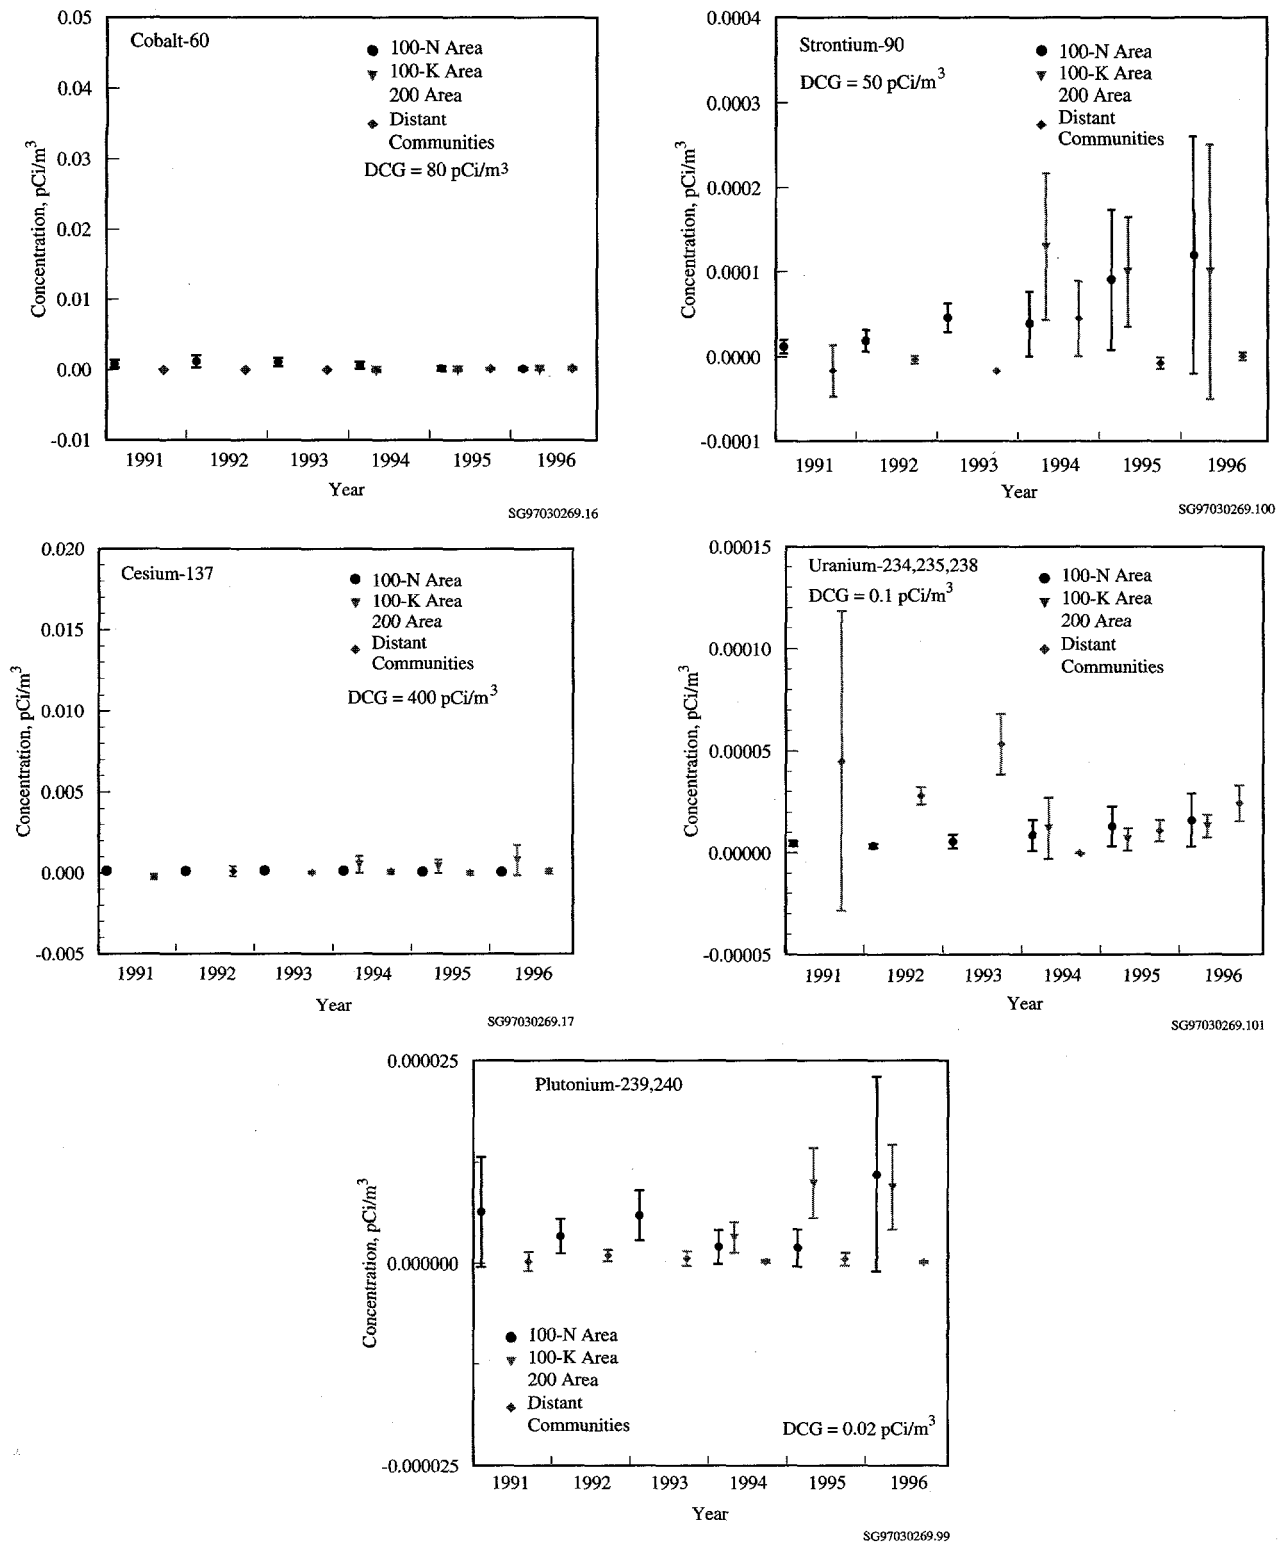 Cobalt-60
100-N Area
100-K Area
200 Area
Distant
Communities
DCG = 80 pCi/m3
0.05
0.04
0.03
0.02
0.01
0.00
-0.01
Concentration, pCi/m3
1991 1992 1993 1994 1995 1996
Year
SG97030269.16
Strontium-90
DCG = 50 pCi/m3
100-N Area
100-K Area
200 Area
Distant
Communities
0.0004
0.0003
0.0002
0.0001
0.0000
-0.0001
Concentration, pCi/m3
1991 1992 1993 1994 1995 1996
Year
SG97030269.100
Cesium-137
100-N Area
100-K Area
200 Area
Distant
Communities
DCG = 400 pCi/m3
0.020
0.015
0.010
0.005
0.000
-0.005
Concentration, pCi/m3
1991 1992 1993 1994 1995 1996
Year
SG97030269.17
Uranium-234,235,238
DCG = 0.1 pCi/m3
100-N Area
100-K Area
200 Area
Distant
Communities
0.00015
0.00010
0.00005
0.00000
-0.00005
Concentration, pCi/m3
1991 1992 1993 1994 1995 1996
Year
SG97030269.101
Plutonium-239,240
0.000025
0.000000
-0.000025
Concentration, pCi/m3
100-N Area
100-K Area
200 Area
Distant
Communities
DCG = 0.02 pCi/m3
1991 1992 1993 1994 1995 1996
Year
SG97030269.99